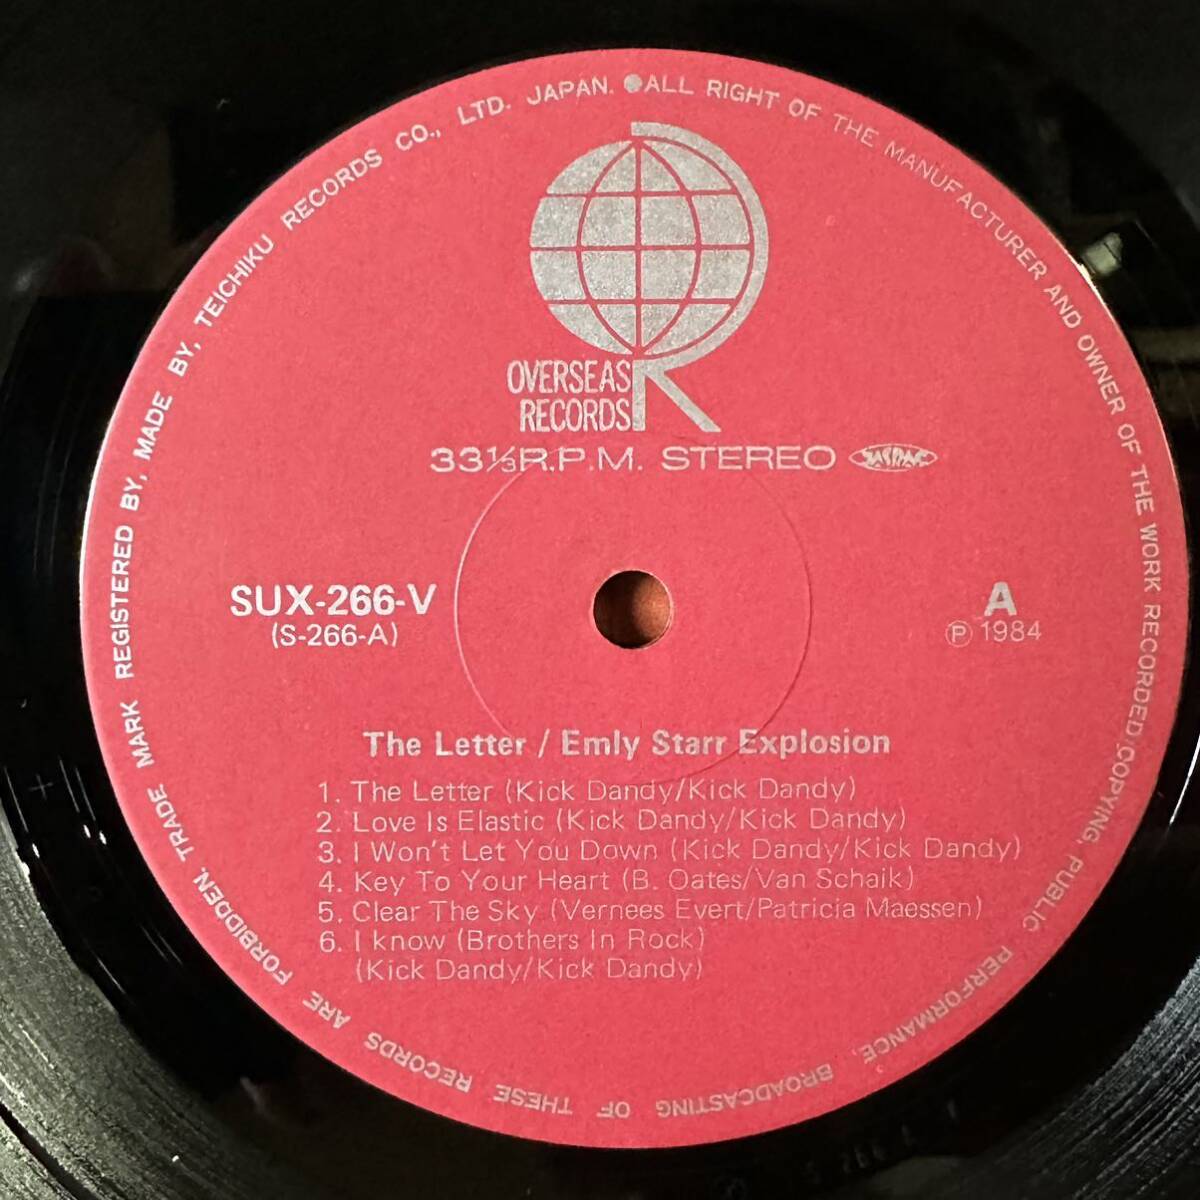 TRADE MARK REGISTERED BY, MADE BY, TEICHIKU RECORDS CO., LTD. JAPAN. ●ALL RIGHT OF THE MANUFACTURER AND OWNER OF THE WORK RECORDED:COPYING, PUBLIC PERFORMANCE, BROADCASTING OF THESE RECORDS ARE FORBIDDEN.
OVERSEAS
RECORDS
33⅓R.P.M. STEREO JASRAC
SUX-266-V
(S-266-A)
A
Ⓟ 1984
The Letter / Emly Starr Explosion
1. The Letter (Kick Dandy/Kick Dandy)
2. Love Is Elastic (Kick Dandy/Kick Dandy)
3. I Won't Let You Down (Kick Dandy/Kick Dandy)
4. Key To Your Heart (B. Oates/Van Schaik)
5. Clear The Sky (Vernees Evert/Patricia Maessen)
6. I know (Brothers In Rock)
(Kick Dandy/Kick Dandy)